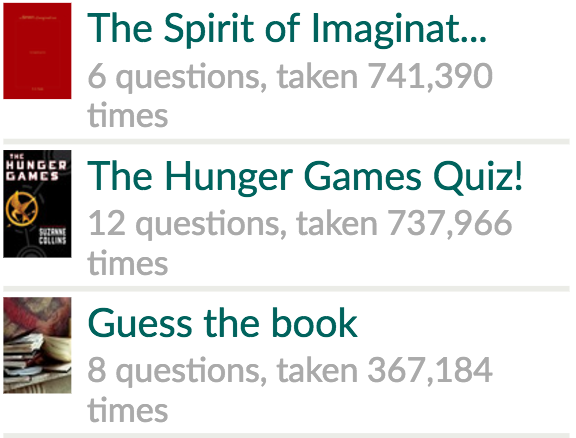 The Spirit of Imaginat...
6 questions, taken 741,390
times
THE
HUNGER
GAMES
SUZANNE
COLLINS
The Hunger Games Quiz!
12 questions, taken 737,966
times
Guess the book
8 questions, taken 367,184
times